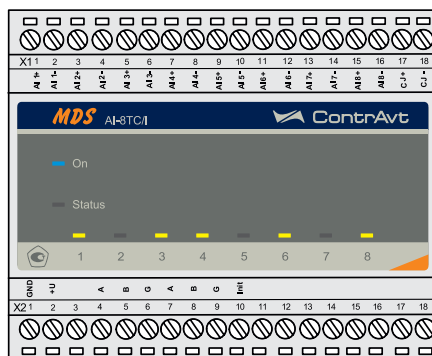 X1 1 2 3 4 5 6 7 8 9 10 11 12 13 14 15 16 17 18
AI 1+ AI 1- AI 2+ AI 2- AI 3+ AI 3- AI 4+ AI 4- AI 5+ AI 5- AI 6+ AI 6- AI 7+ AI 7- AI 8+ AI 8- CJ+ CJ-
MDS AI-8TC/I ContrAvt
On
Status
1 2 3 4 5 6 7 8
GND +U A B G A B G Init
X2 1 2 3 4 5 6 7 8 9 10 11 12 13 14 15 16 17 18